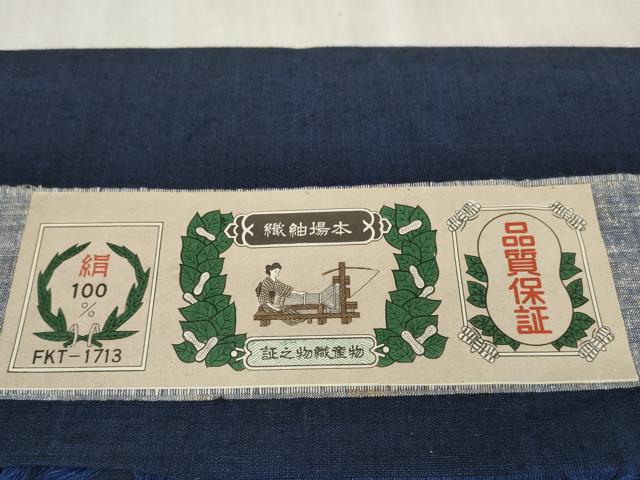 絹
100
%
FKT-1713
本場紬織
物産織物之証
品質保証